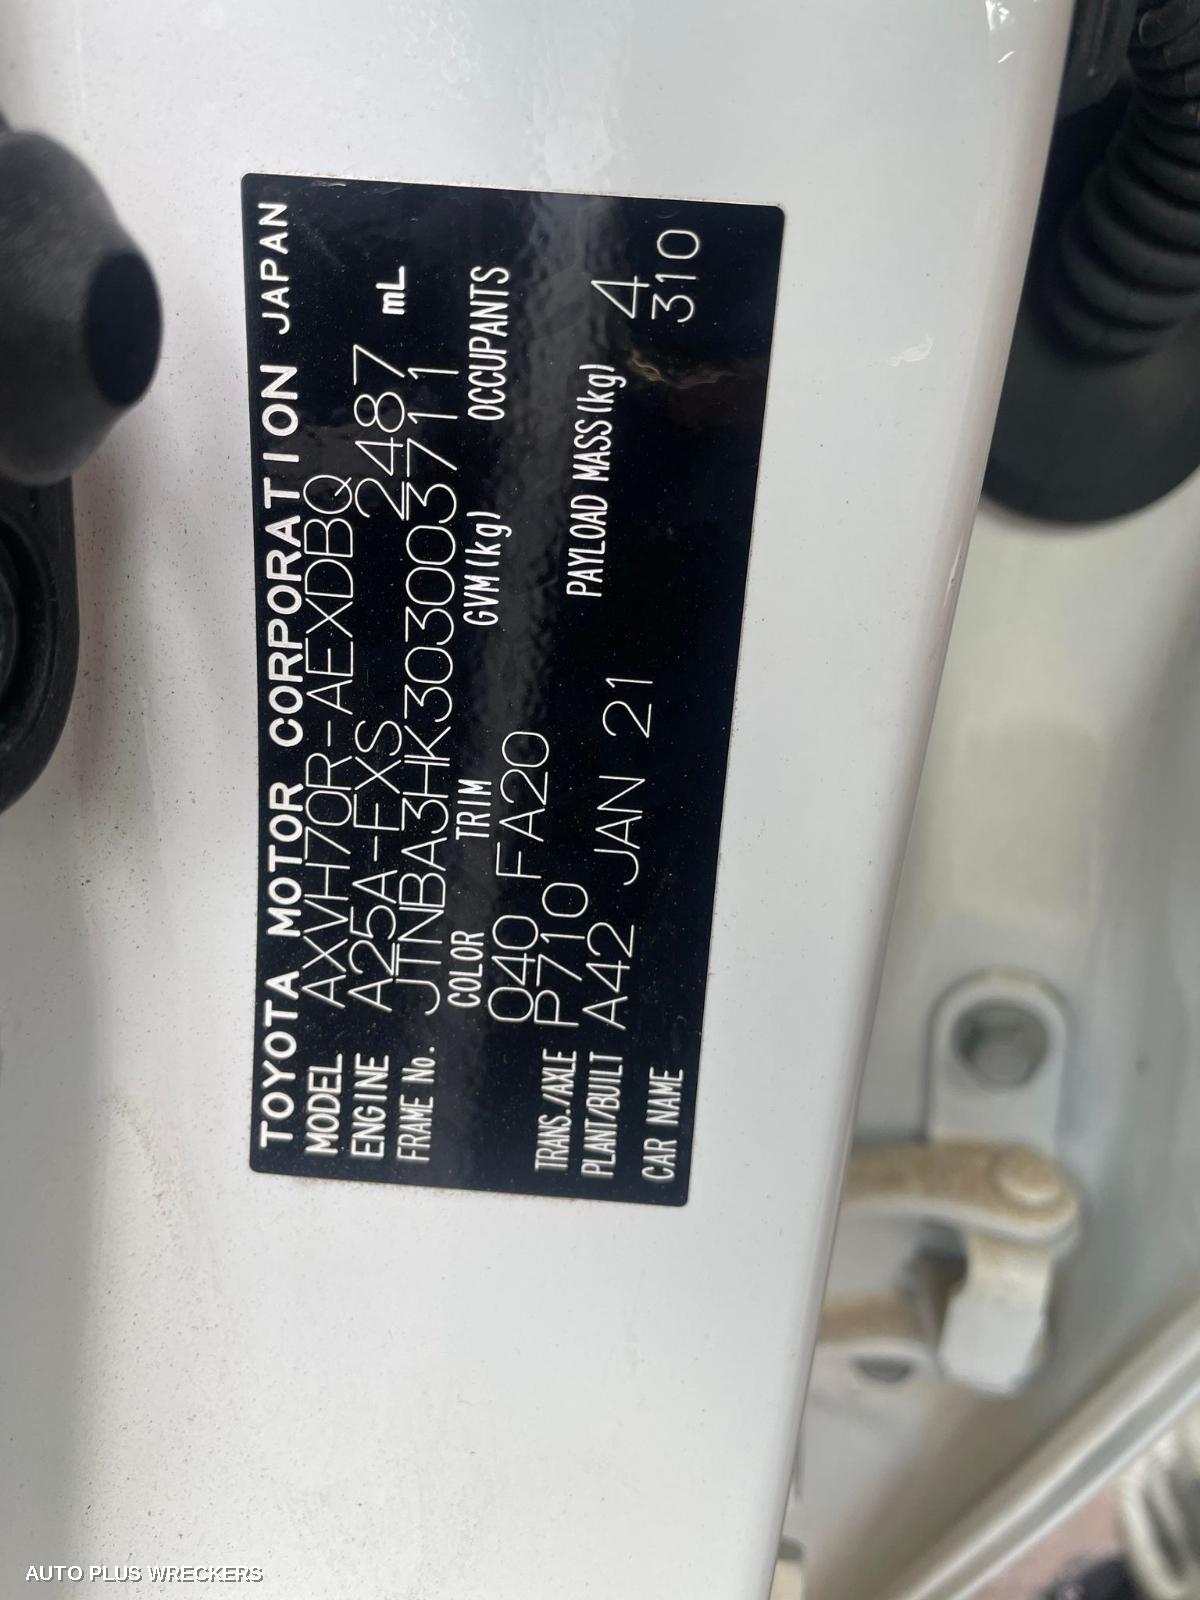 TOYOTA MOTOR CORPORATION JAPAN
MODEL AXVH70R-AEXDBQ
ENGINE A25A-FXS 2487 mL
FRAME No. JTNBA3HK303003711
COLOR TRIM GVM(kg) OCCUPANTS
040 FA20
TRANS./AXLE P710
PLANT/BUILT A42 JAN 21 PAYLOAD MASS(kg) 4
CAR NAME 310
AUTO PLUS WRECKERS